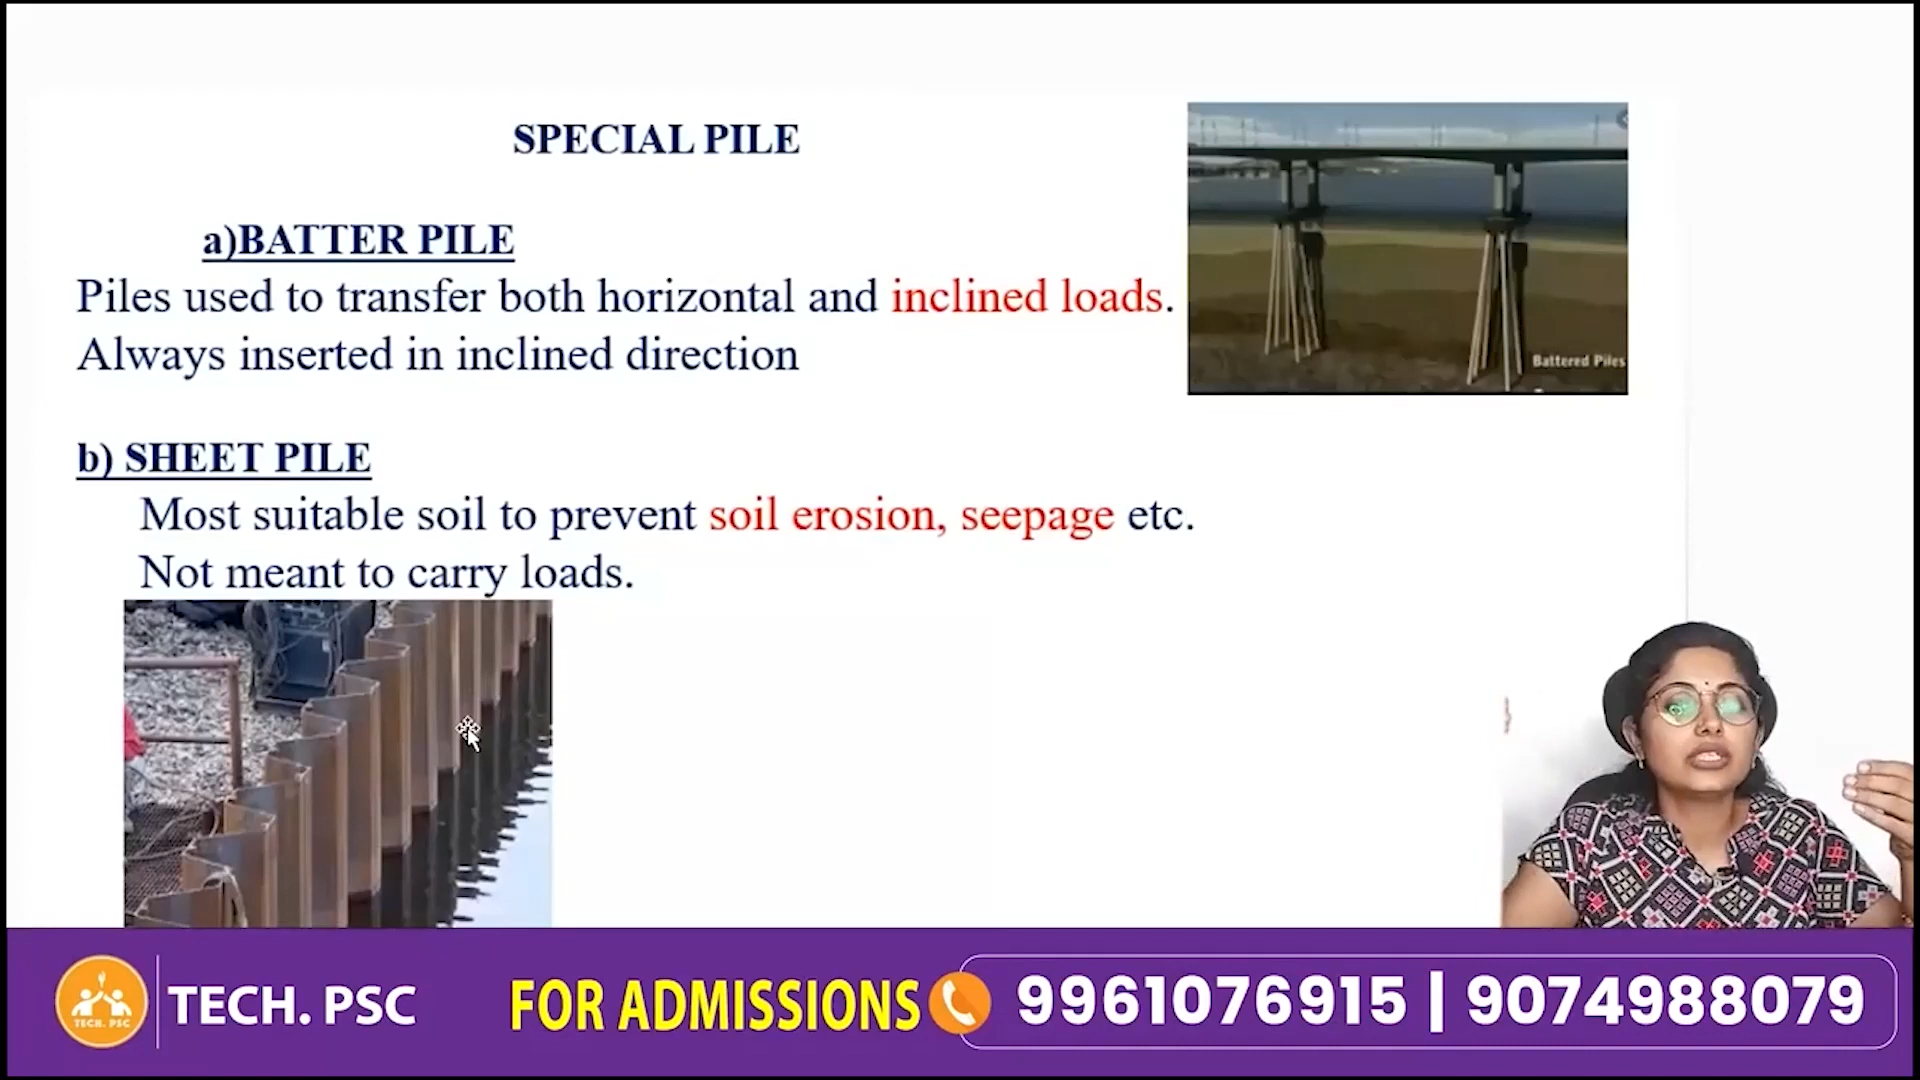 SPECIAL PILE
a)BATTER PILE
Piles used to transfer both horizontal and inclined loads.
Always inserted in inclined direction
Battered Piles
b) SHEET PILE
Most suitable soil to prevent soil erosion, seepage etc.
Not meant to carry loads.
TECH. PSC
TECH. PSC
FOR ADMISSIONS
9961076915 | 9074988079